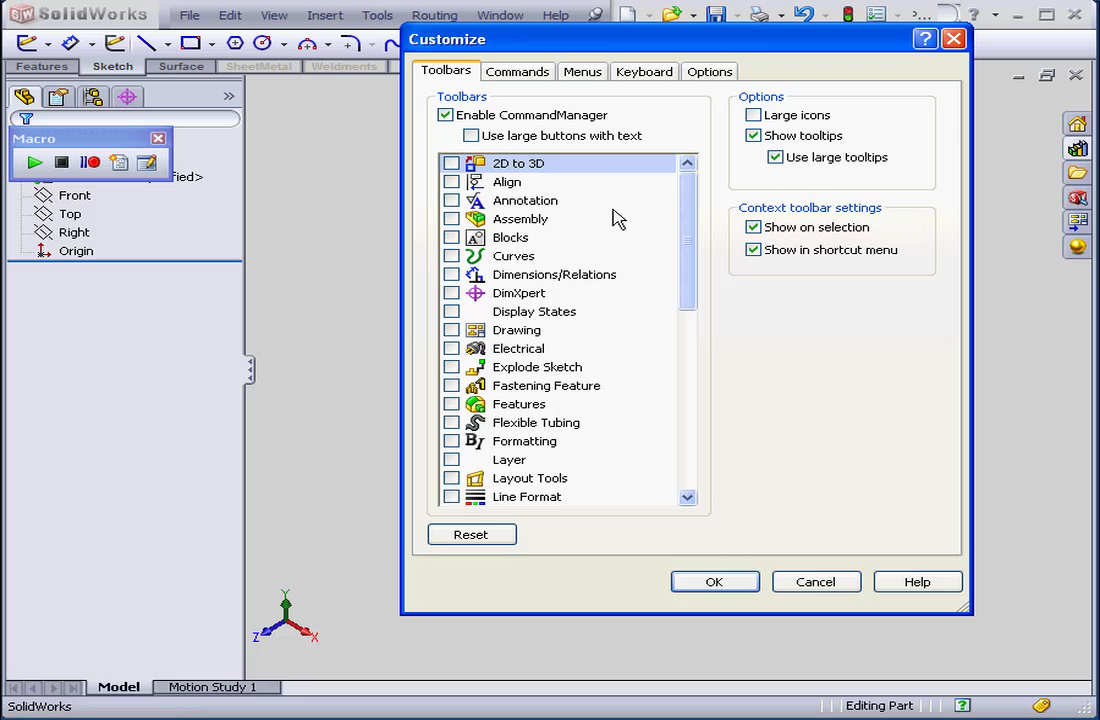 SolidWorks File Edit View Insert Tools Routing Window Help ... ?
Features Sketch Surface SheetMetal Weldments
»
Macro
fied>
Front
Top
Right
Origin
Customize
?
Toolbars Commands Menus Keyboard Options
Toolbars
Enable CommandManager
Use large buttons with text
2D to 3D
Align
Annotation
Assembly
Blocks
Curves
Dimensions/Relations
DimXpert
Display States
Drawing
Electrical
Explode Sketch
Fastening Feature
Features
Flexible Tubing
Formatting
Layer
Layout Tools
Line Format
Reset
Options
Large icons
Show tooltips
Use large tooltips
Context toolbar settings
Show on selection
Show in shortcut menu
OK Cancel Help
Y
Z X
Model Motion Study 1
SolidWorks Editing Part ?